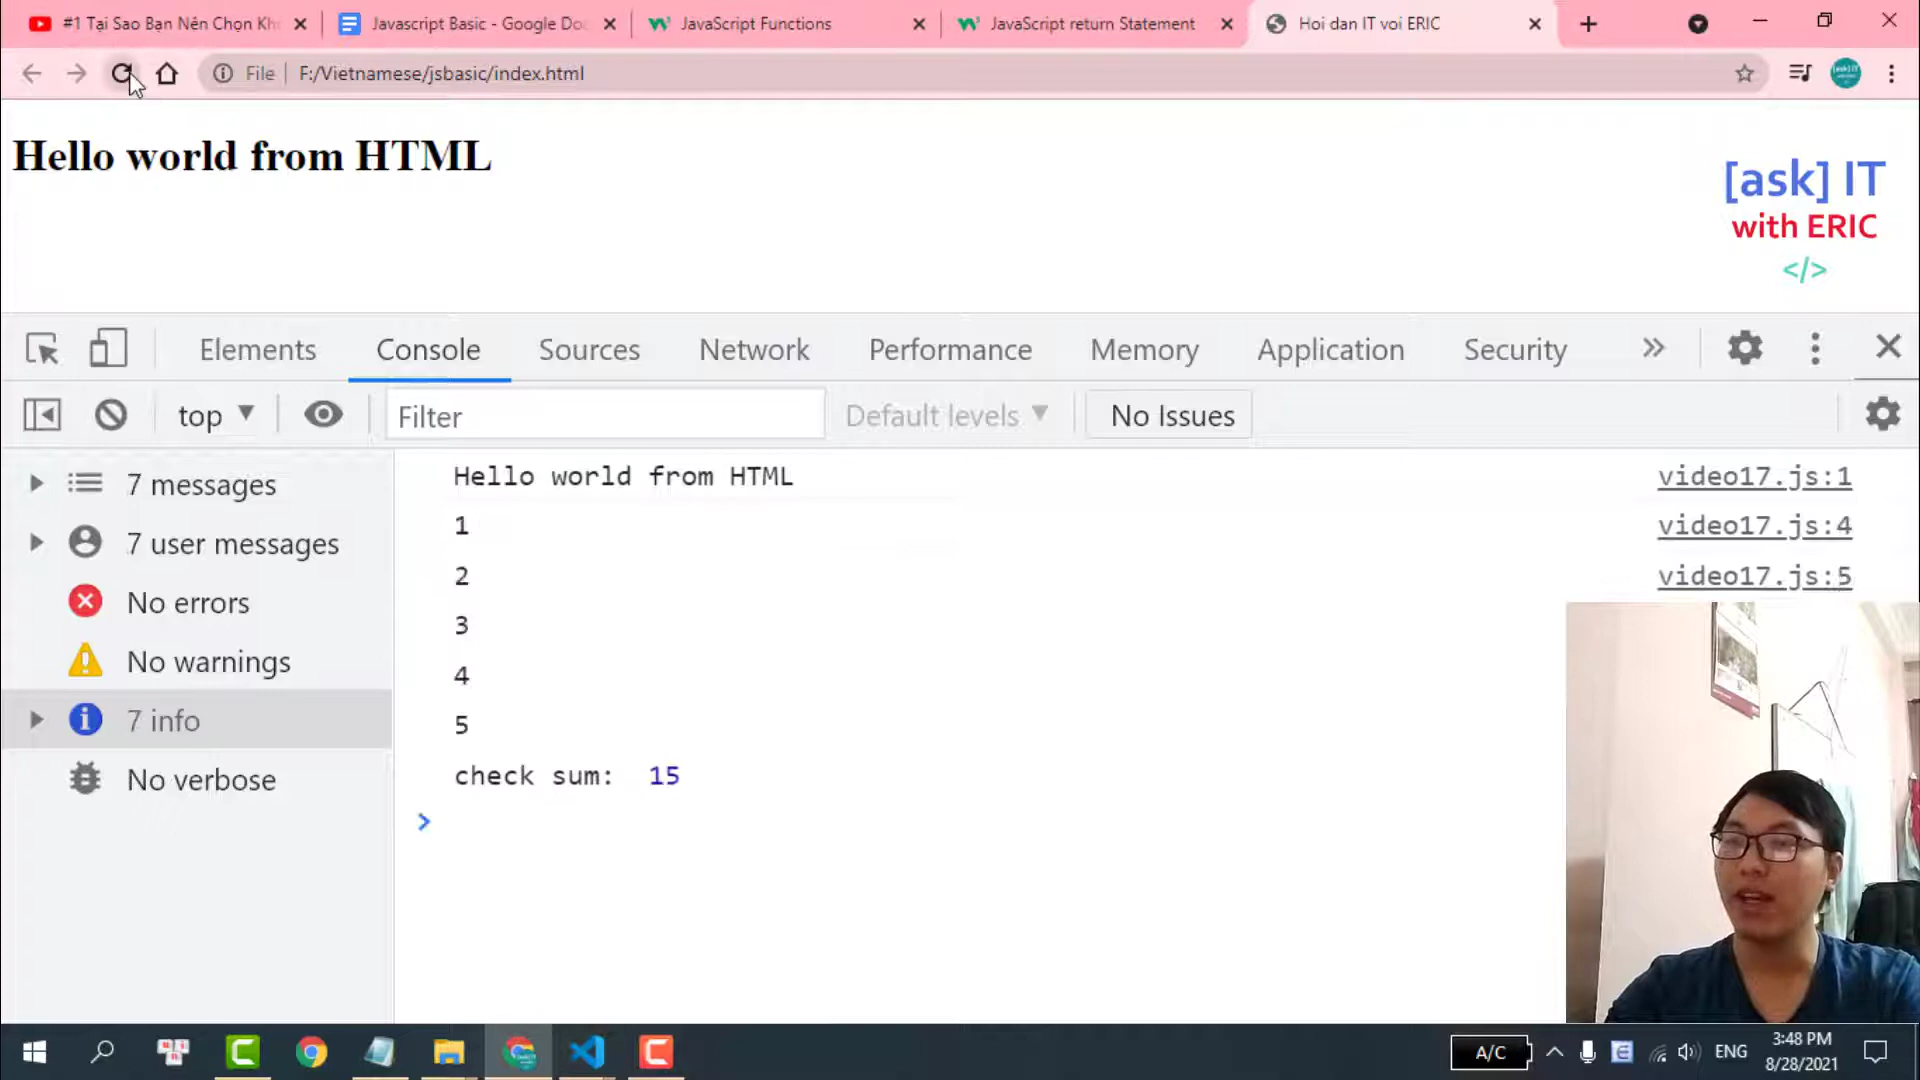 #1 Tại Sao Bạn Nên Chọn Kh
Javascript Basic - Google Doc
JavaScript Functions
JavaScript return Statement
Hoi dan IT voi ERIC
File
F:/Vietnamese/jsbasic/index.html
Hello world from HTML
[ask] IT
with ERIC
</>
Elements
Console
Sources
Network
Performance
Memory
Application
Security
top
Filter
Default levels
No Issues
7 messages
7 user messages
No errors
No warnings
7 info
No verbose
Hello world from HTML
video17.js:1
1
video17.js:4
2
video17.js:5
3
4
5
check sum:  15
A/C
ENG
3:48 PM
8/28/2021